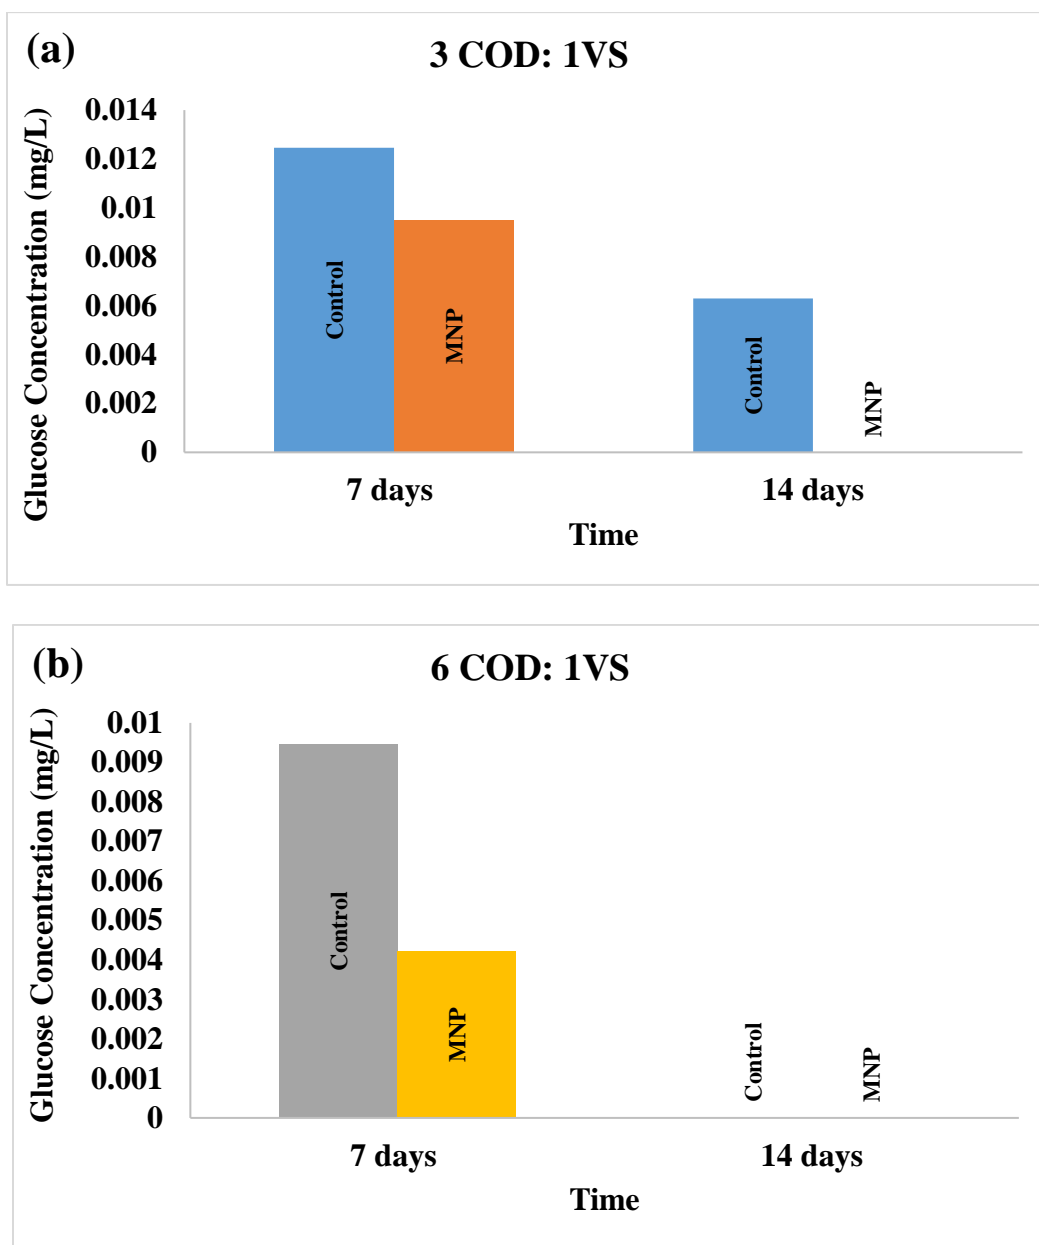 (a)
3 COD: 1VS
Glucose Concentration (mg/L)
0.014
0.012
0.01
0.008
0.006
0.004
0.002
0
Control
MNP
Control
MNP
7 days
14 days
Time
(b)
6 COD: 1VS
Glucose Concentration (mg/L)
0.01
0.009
0.008
0.007
0.006
0.005
0.004
0.003
0.002
0.001
0
Control
MNP
Control
MNP
7 days
14 days
Time